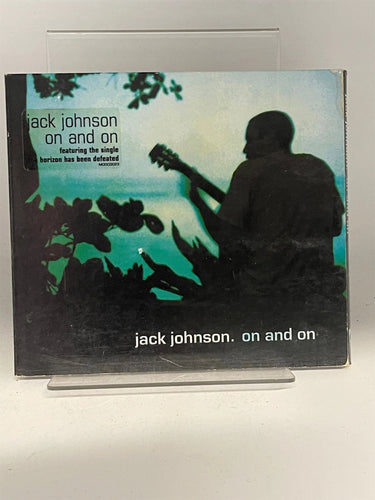 jack johnson
on and on
featuring the single
horizon has been defeated
jack johnson. on and on